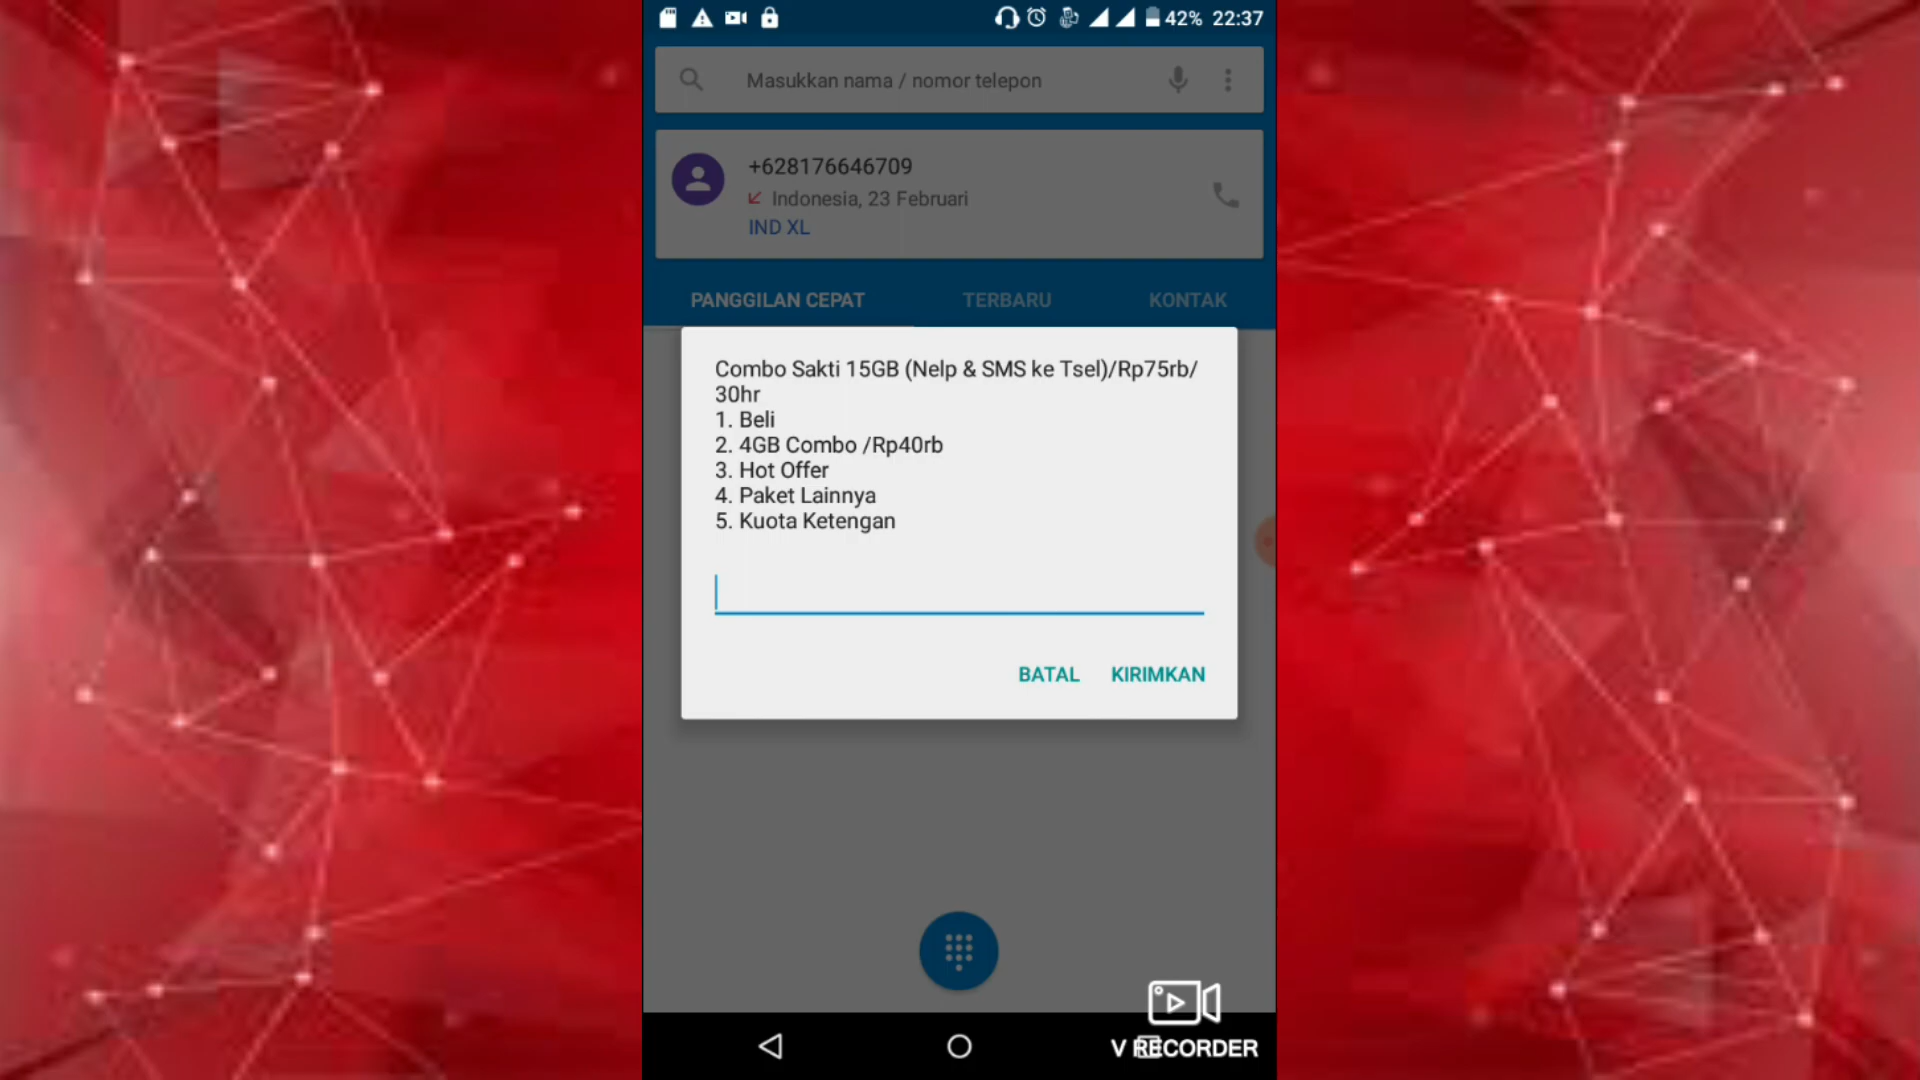 42% 22:37
Masukkan nama / nomor telepon
+628176646709
Indonesia, 23 Februari
IND XL
PANGGILAN CEPAT TERBARU KONTAK
Combo Sakti 15GB (Nelp & SMS ke Tsel)/Rp75rb/
30hr
1. Beli
2. 4GB Combo /Rp40rb
3. Hot Offer
4. Paket Lainnya
5. Kuota Ketengan
BATAL KIRIMKAN
V RECORDER